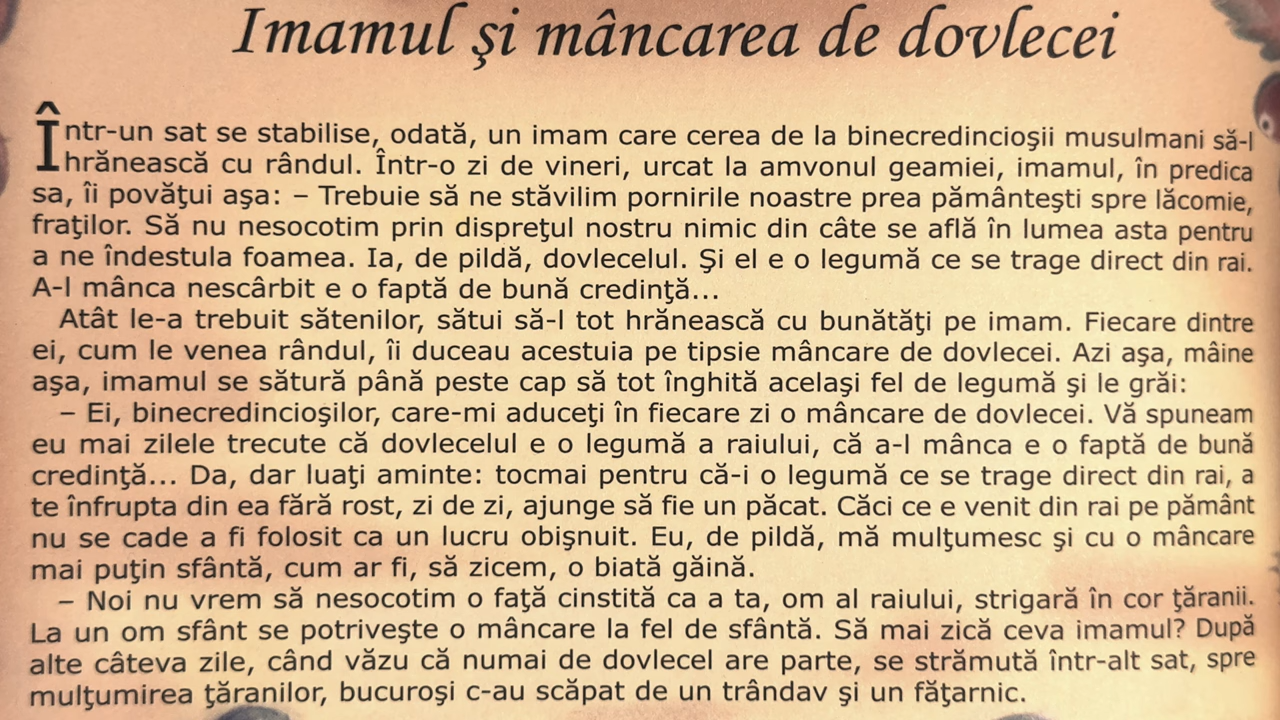 Imamul şi mâncarea de dovlecei
Într-un sat se stabilise, odată, un imam care cerea de la binecredincioşii musulmani să-l
hrănească cu rândul. Într-o zi de vineri, urcat la amvonul geamiei, imamul, în predica
sa, îi povăţui aşa: – Trebuie să ne stăvilim pornirile noastre prea pământeşti spre lăcomie,
fraţilor. Să nu nesocotim prin dispreţul nostru nimic din câte se află în lumea asta pentru
a ne îndestula foamea. Ia, de pildă, dovlecelul. Şi el e o legumă ce se trage direct din rai.
A-l mânca nescârbit e o faptă de bună credinţă...
Atât le-a trebuit sătenilor, sătui să-l tot hrănească cu bunătăţi pe imam. Fiecare dintre
ei, cum le venea rândul, îi duceau acestuia pe tipsie mâncare de dovlecei. Azi aşa, mâine
aşa, imamul se sătură până peste cap să tot înghită acelaşi fel de legumă şi le grăi:
– Ei, binecredincioşilor, care-mi aduceţi în fiecare zi o mâncare de dovlecei. Vă spuneam
eu mai zilele trecute că dovlecelul e o legumă a raiului, că a-l mânca e o faptă de bună
credinţă... Da, dar luaţi aminte: tocmai pentru că-i o legumă ce se trage direct din rai, a
te înfrupta din ea fără rost, zi de zi, ajunge să fie un păcat. Căci ce e venit din rai pe pământ
nu se cade a fi folosit ca un lucru obişnuit. Eu, de pildă, mă mulţumesc şi cu o mâncare
mai puţin sfântă, cum ar fi, să zicem, o biată găină.
– Noi nu vrem să nesocotim o faţă cinstită ca a ta, om al raiului, strigară în cor ţăranii.
La un om sfânt se potriveşte o mâncare la fel de sfântă. Să mai zică ceva imamul? După
alte câteva zile, când văzu că numai de dovlecel are parte, se strămută într-alt sat, spre
mulţumirea ţăranilor, bucuroşi c-au scăpat de un trândav şi un făţarnic.